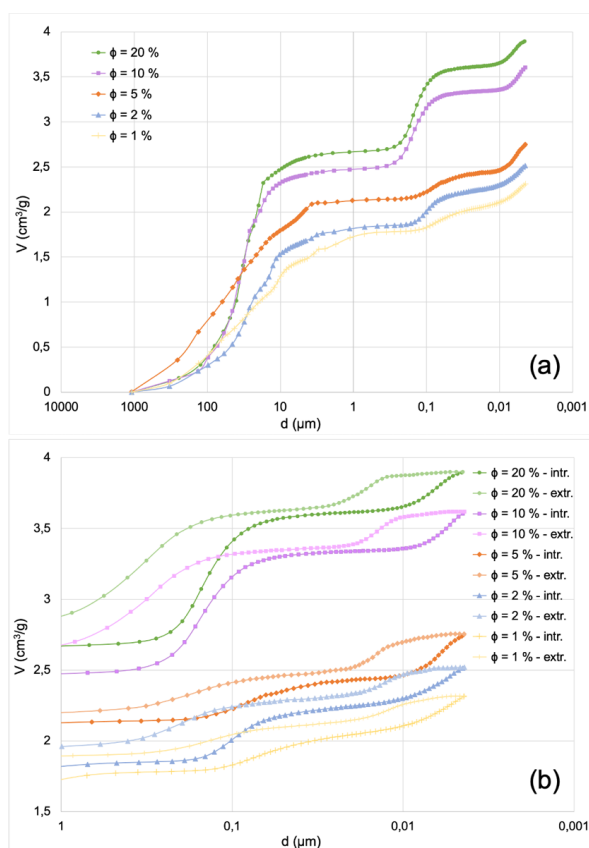 4
ϕ = 20 %
3,5
ϕ = 10 %
3
ϕ = 5 %
ϕ = 2 %
2,5
ϕ = 1 %
V (cm³/g)
2
1,5
1
0,5
(a)
0
10000 1000 100 10 1 0,1 0,01 0,001
d (μm)
(b)
4
ϕ = 20 % - intr.
ϕ = 20 % - extr.
3,5
ϕ = 10 % - intr.
ϕ = 10 % - extr.
ϕ = 5 % - intr.
V (cm³/g)
3
ϕ = 5 % - extr.
ϕ = 2 % - intr.
ϕ = 2 % - extr.
2,5
ϕ = 1 % - intr.
ϕ = 1 % - extr.
2
1,5
1 0,1 0,01 0,001
d (μm)